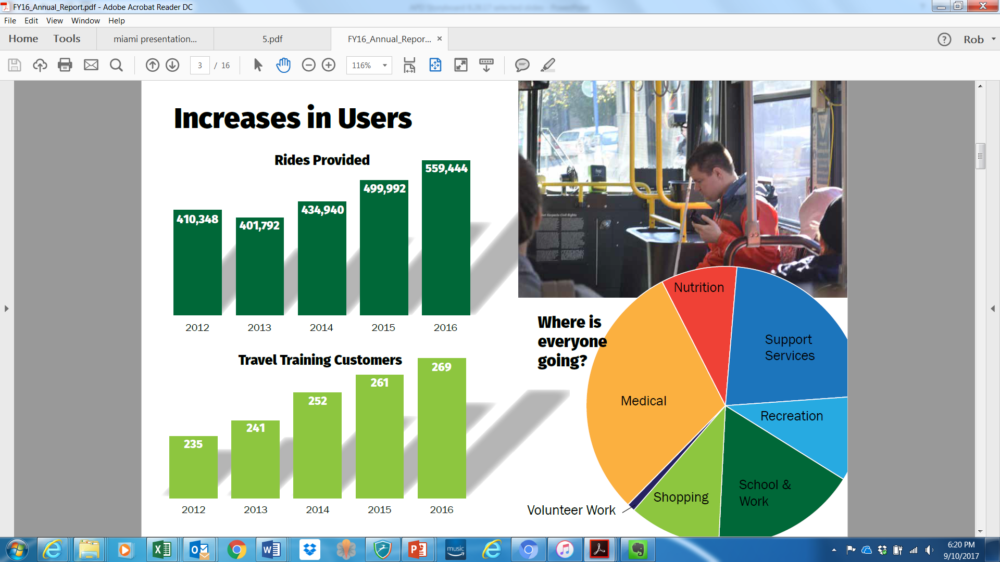 FY16_Annual_Report.pdf - Adobe Acrobat Reader DC
File Edit View Window Help
Home Tools miami presentation... 5.pdf FY16_Annual_Repor... × Rob
3 / 16 116%
Increases in Users
Rides Provided
410,348
401,792
434,940
499,992
559,444
2012 2013 2014 2015 2016
Travel Training Customers
235
241
252
261
269
2012 2013 2014 2015 2016
Where is
everyone
going?
Nutrition
Support
Services
Recreation
School &
Work
Shopping
Volunteer Work
Medical
music
6:20 PM
9/10/2017